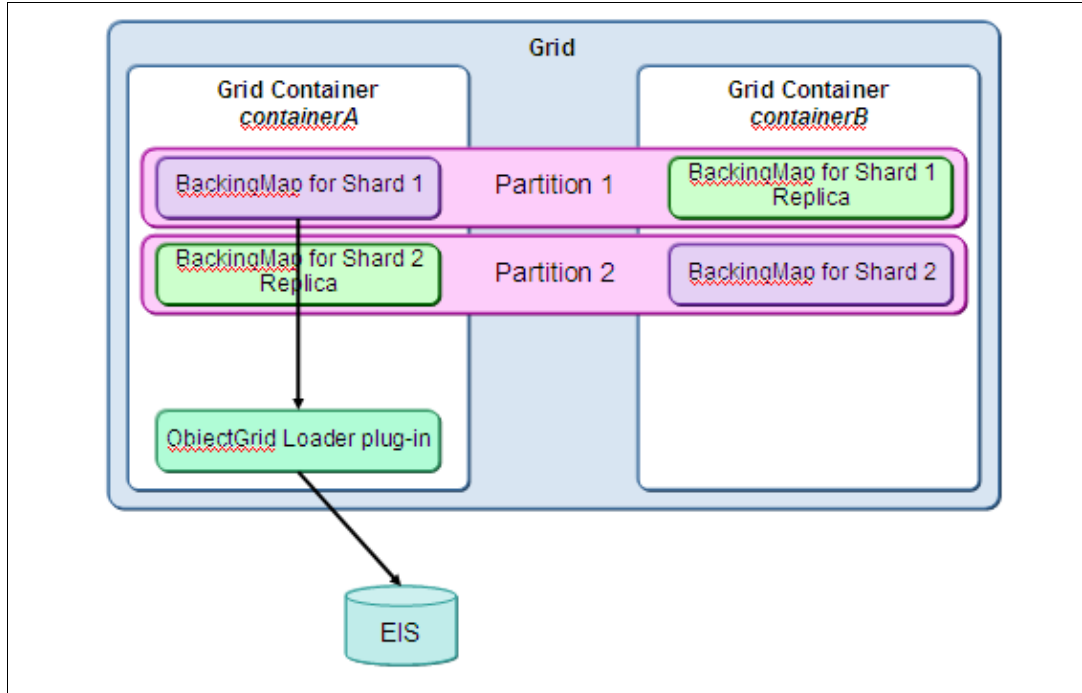 Grid
Grid Container
containerA
Grid Container
containerB
BackingMap for Shard 1
Partition 1
BackingMap for Shard 1
Replica
BackingMap for Shard 2
Replica
Partition 2
BackingMap for Shard 2
ObjectGrid Loader plug-in
EIS